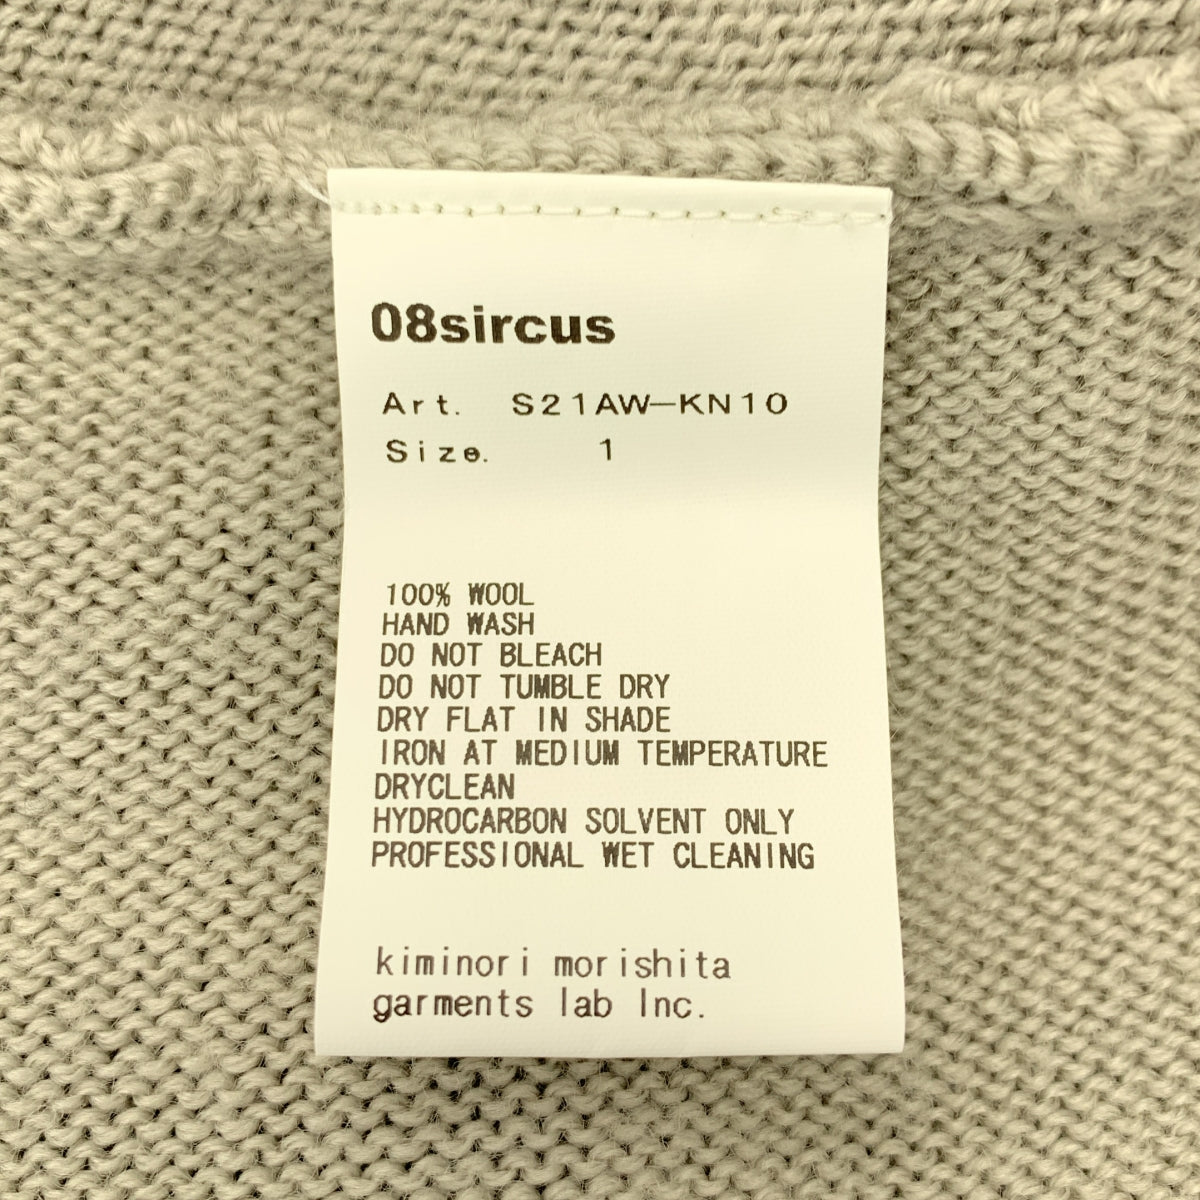 08sircus
Art. S21AW-KN10
Size. 1
100% WOOL
HAND WASH
DO NOT BLEACH
DO NOT TUMBLE DRY
DRY FLAT IN SHADE
IRON AT MEDIUM TEMPERATURE
DRYCLEAN
HYDROCARBON SOLVENT ONLY
PROFESSIONAL WET CLEANING
kiminori morishita
garments lab Inc.